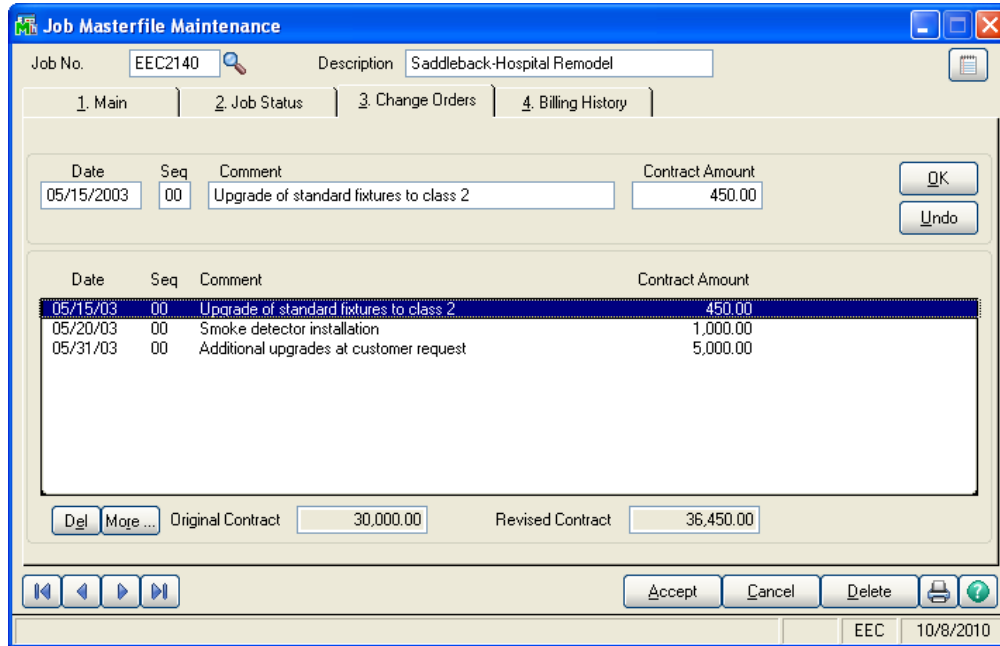 Job Masterfile Maintenance
Job No. EEC2140 Description Saddleback-Hospital Remodel
1. Main 2. Job Status 3. Change Orders 4. Billing History
Date Seq Comment Contract Amount
05/15/2003 00 Upgrade of standard fixtures to class 2 450.00
OK
Undo
Date Seq Comment Contract Amount
05/15/03 00 Upgrade of standard fixtures to class 2 450.00
05/20/03 00 Smoke detector installation 1,000.00
05/31/03 00 Additional upgrades at customer request 5,000.00
Del More ... Original Contract 30,000.00 Revised Contract 36,450.00
Accept Cancel Delete
EEC 10/8/2010